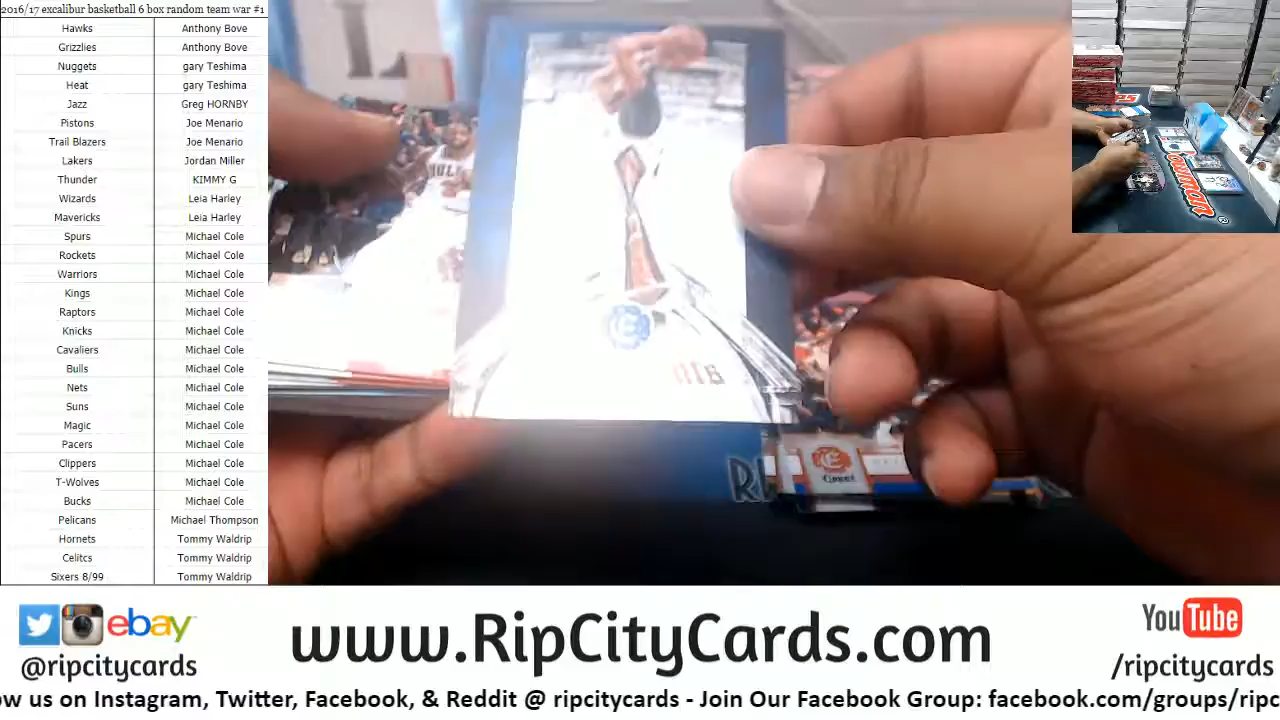 2016/17 excalibur basketball 6 box random team war #1
Hawks Anthony Bove
Grizzlies Anthony Bove
Nuggets gary Teshima
Heat gary Teshima
Jazz Greg HORNBY
Pistons Joe Menario
Trail Blazers Joe Menario
Lakers Jordan Miller
Thunder KIMMY G
Wizards Leia Harley
Mavericks Leia Harley
Spurs Michael Cole
Rockets Michael Cole
Warriors Michael Cole
Kings Michael Cole
Raptors Michael Cole
Knicks Michael Cole
Cavaliers Michael Cole
Bulls Michael Cole
Nets Michael Cole
Suns Michael Cole
Magic Michael Cole
Pacers Michael Cole
Clippers Michael Cole
T-Wolves Michael Cole
Bucks Michael Cole
Pelicans Michael Thompson
Hornets Tommy Waldrip
Celitcs Tommy Waldrip
Sixers 8/99 Tommy Waldrip
Bowman
ebay
@ripcitycards
www.RipCityCards.com
YouTube
/ripcitycards
ow us on Instagram, Twitter, Facebook, & Reddit @ ripcitycards - Join Our Facebook Group: facebook.com/groups/ripc